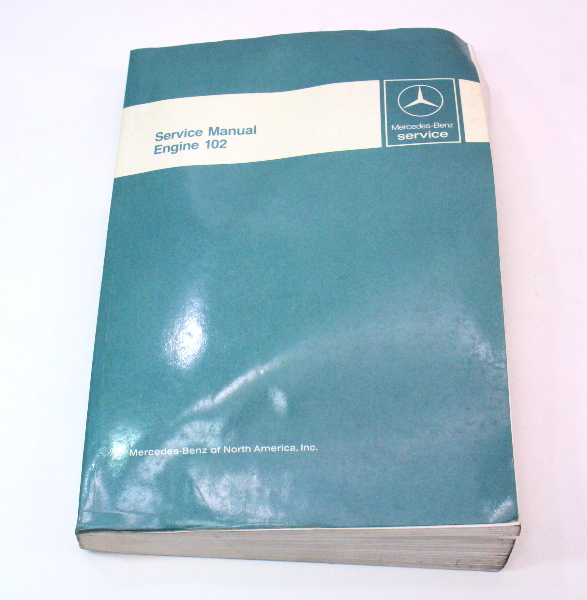 Service Manual
Engine 102
Mercedes-Benz
service
Mercedes-Benz of North America, Inc.